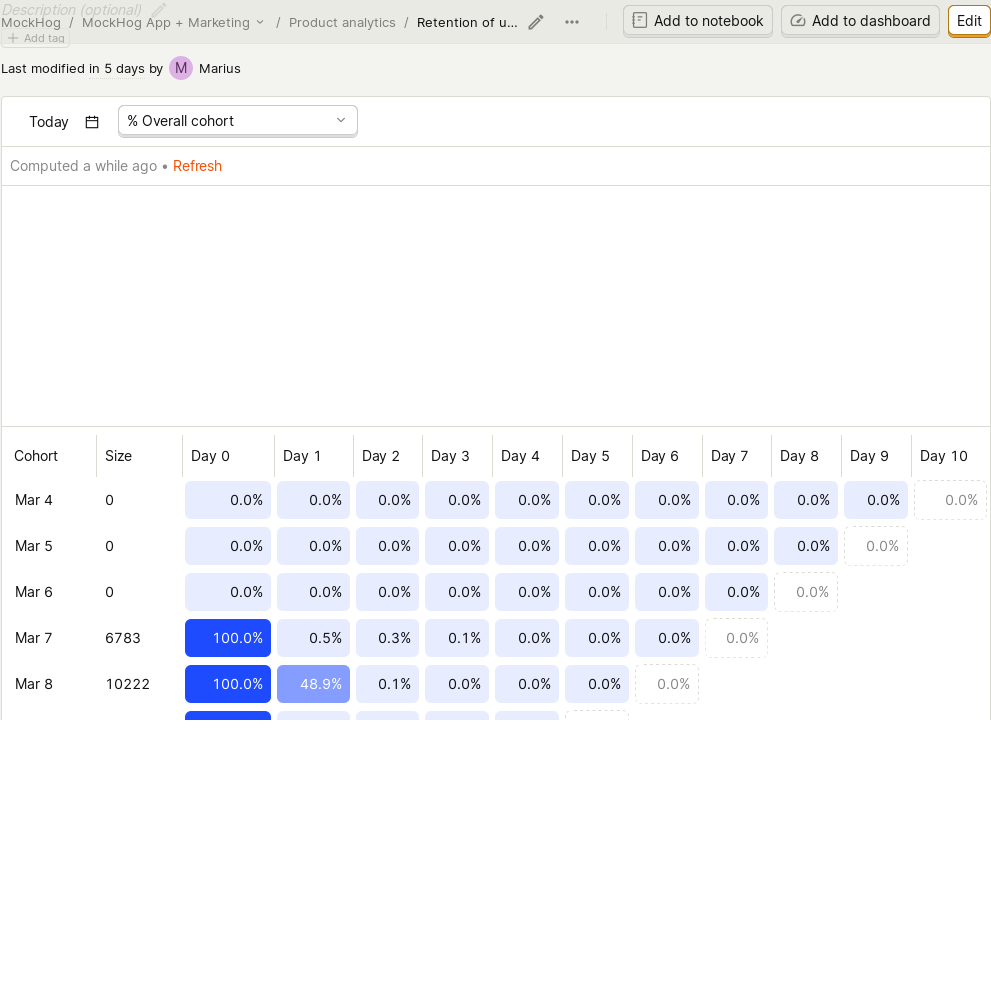 Description (optional)
MockHog / MockHog App + Marketing / Product analytics / Retention of u... Add to notebook Add to dashboard Edit
Add tag
Last modified in 5 days by M Marius
Today % Overall cohort
Computed a while ago • Refresh
Cohort Size Day 0 Day 1 Day 2 Day 3 Day 4 Day 5 Day 6 Day 7 Day 8 Day 9 Day 10
Mar 4 0 0.0% 0.0% 0.0% 0.0% 0.0% 0.0% 0.0% 0.0% 0.0% 0.0% 0.0%
Mar 5 0 0.0% 0.0% 0.0% 0.0% 0.0% 0.0% 0.0% 0.0% 0.0% 0.0%
Mar 6 0 0.0% 0.0% 0.0% 0.0% 0.0% 0.0% 0.0% 0.0% 0.0%
Mar 7 6783 100.0% 0.5% 0.3% 0.1% 0.0% 0.0% 0.0% 0.0%
Mar 8 10222 100.0% 48.9% 0.1% 0.0% 0.0% 0.0% 0.0%